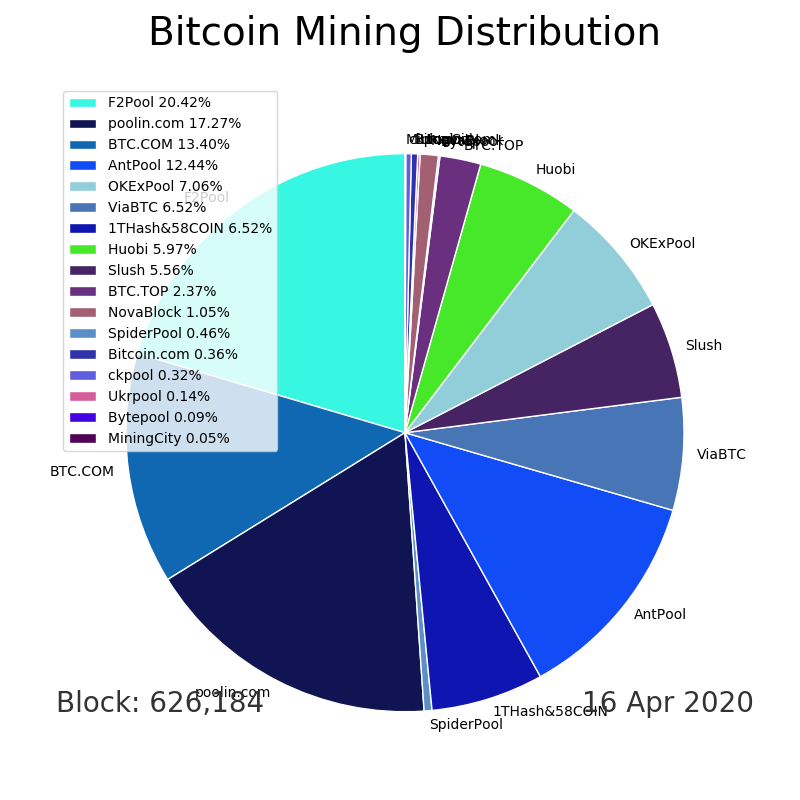 Bitcoin Mining Distribution
F2Pool 20.42%
poolin.com 17.27%
BTC.COM 13.40%
AntPool 12.44%
OKExPool 7.06%
ViaBTC 6.52%
1THash&58COIN 6.52%
Huobi 5.97%
Slush 5.56%
BTC.TOP 2.37%
NovaBlock 1.05%
SpiderPool 0.46%
Bitcoin.com 0.36%
ckpool 0.32%
Ukrpool 0.14%
Bytepool 0.09%
MiningCity 0.05%
F2Pool
BTC.TOP
Huobi
OKExPool
Slush
ViaBTC
BTC.COM
AntPool
poolin.com
1THash&58COIN
SpiderPool
Block: 626,184
16 Apr 2020